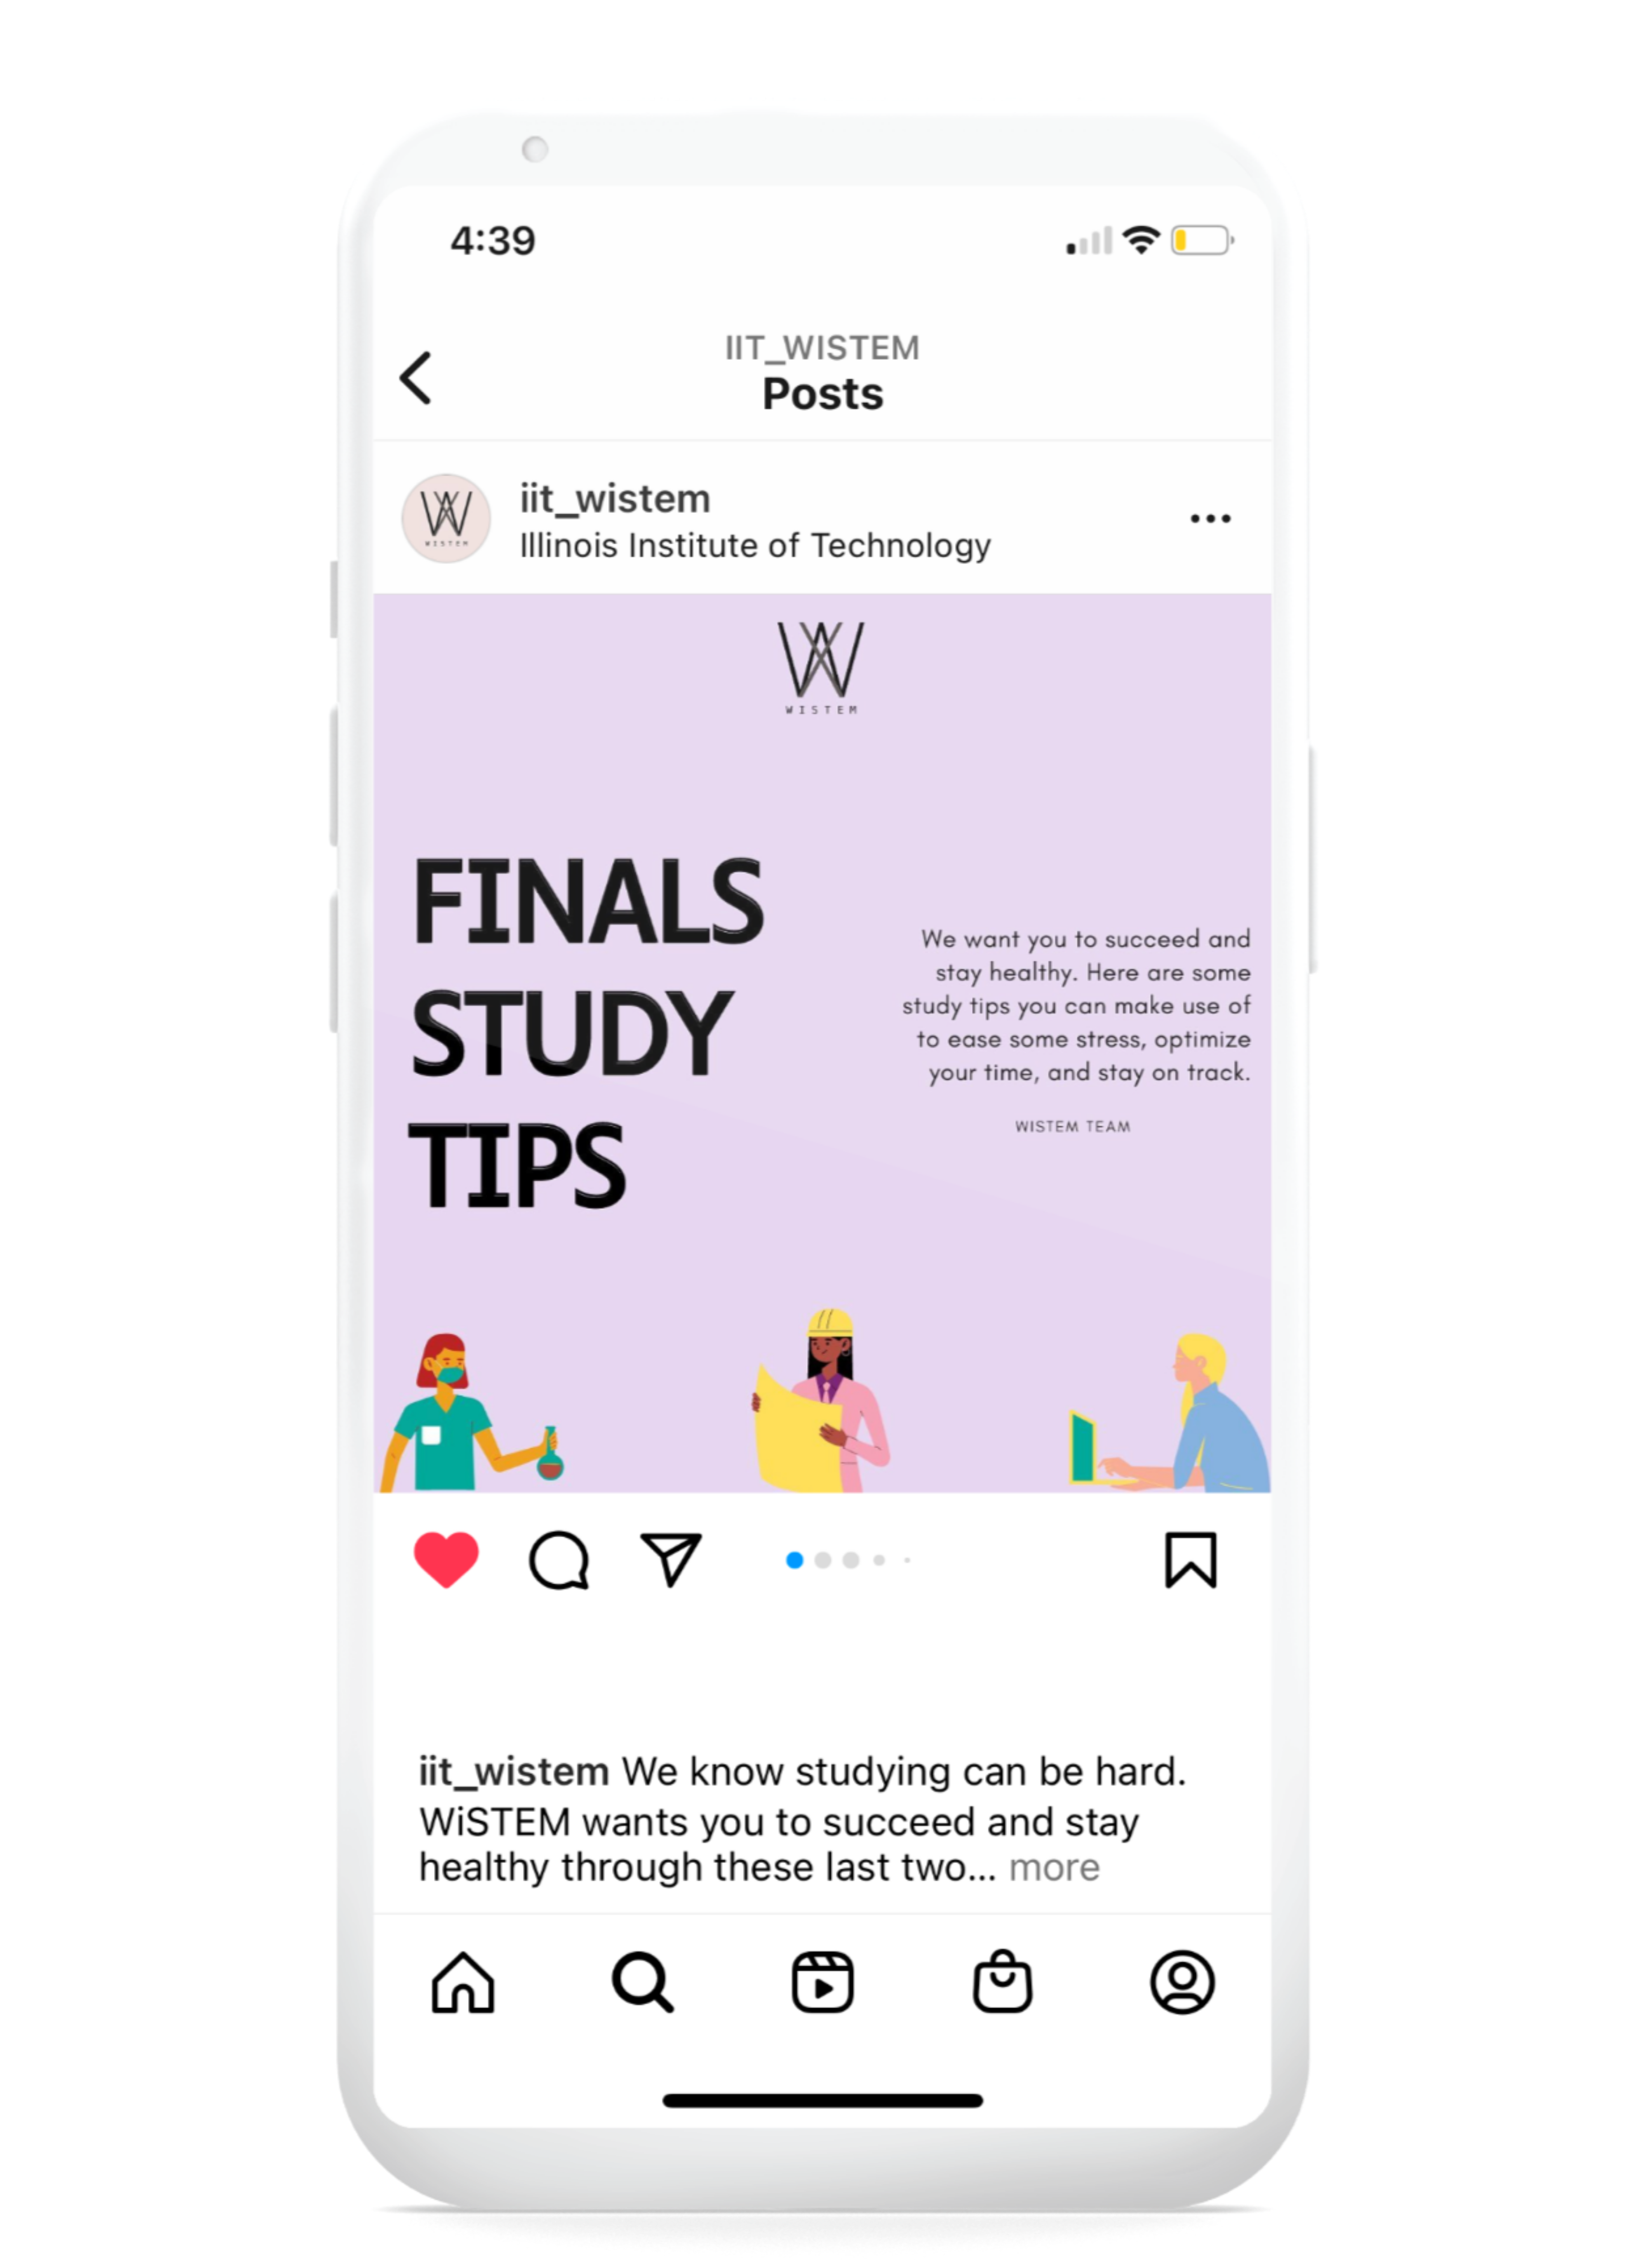 4:39
IIT_WISTEM
Posts
W
WISTEM
iit_wistem
Illinois Institute of Technology
W
WISTEM
FINALS
STUDY
TIPS
We want you to succeed and
stay healthy. Here are some
study tips you can make use of
to ease some stress, optimize
your time, and stay on track.
WISTEM TEAM
iit_wistem We know studying can be hard.
WiSTEM wants you to succeed and stay
healthy through these last two... more